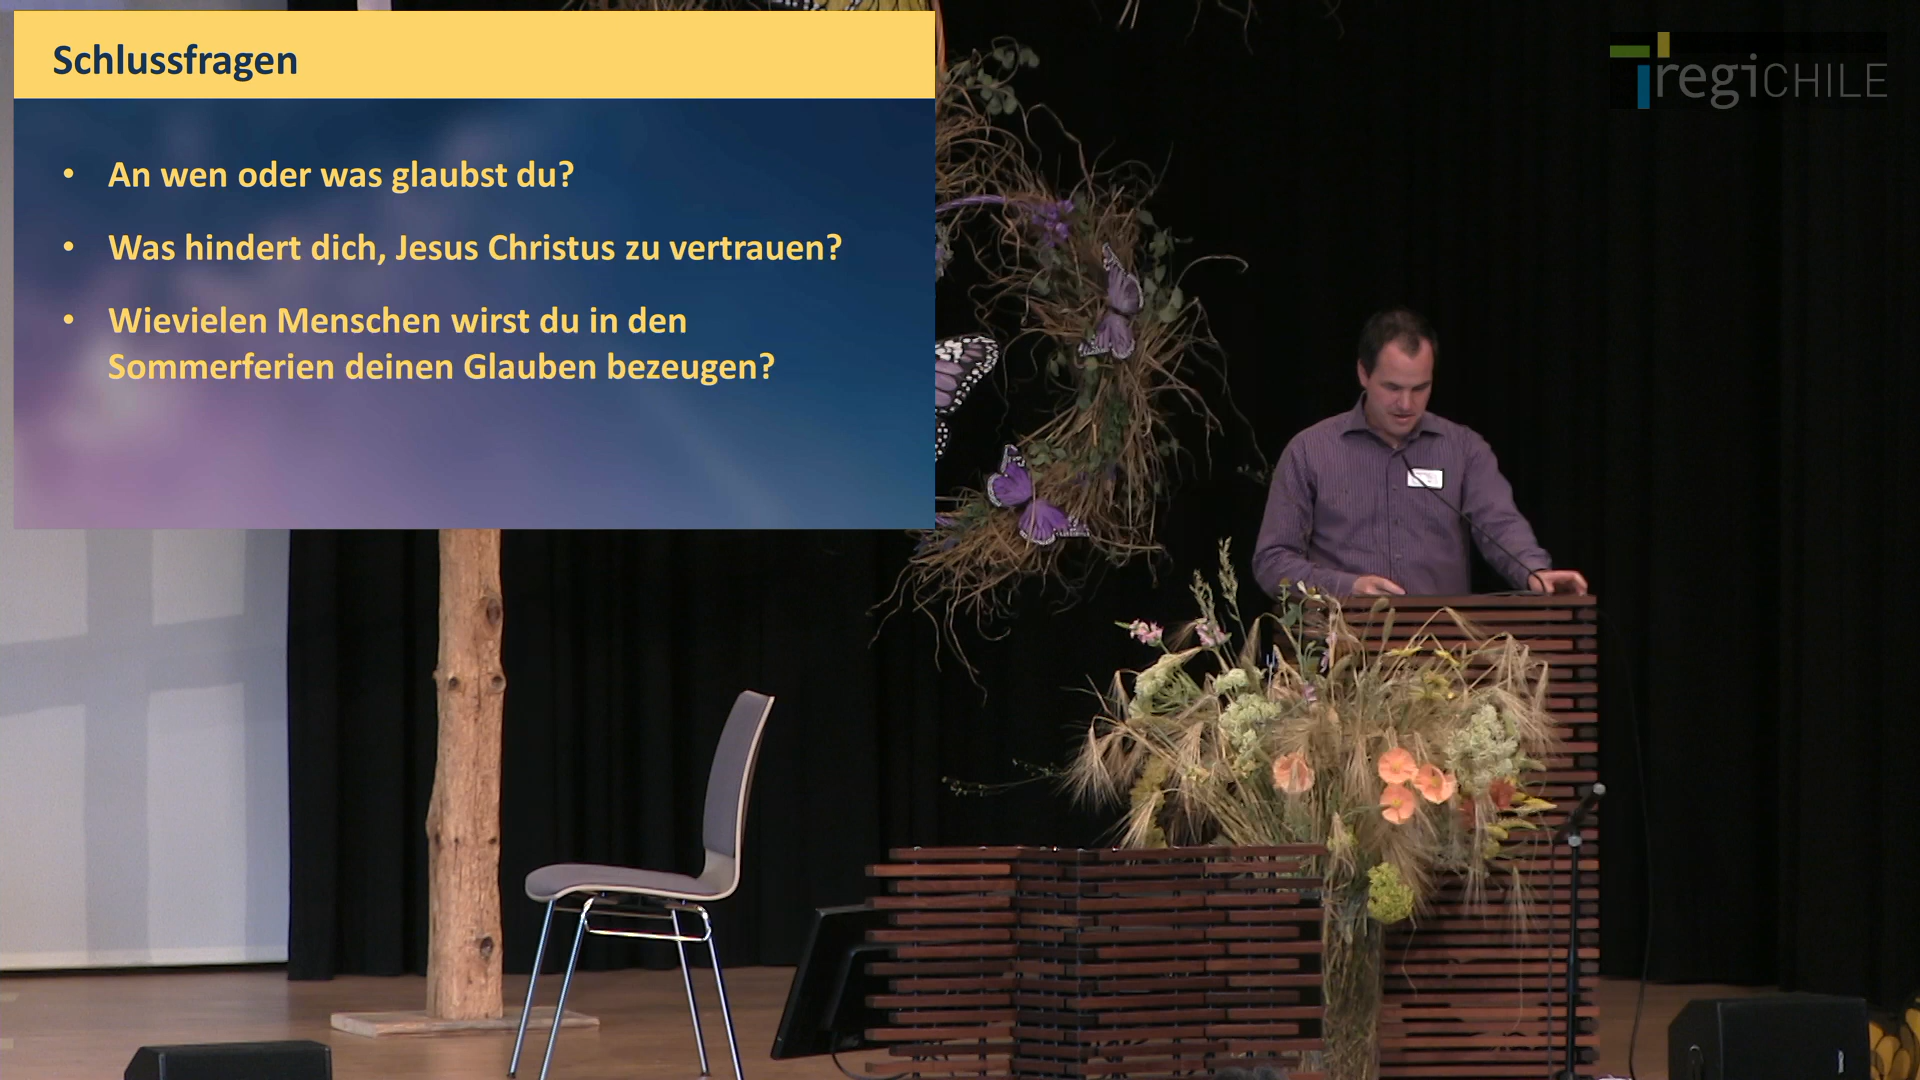 Schlussfragen
• An wen oder was glaubst du?
• Was hindert dich, Jesus Christus zu vertrauen?
• Wievielen Menschen wirst du in den
Sommerferien deinen Glauben bezeugen?
regiCHILE